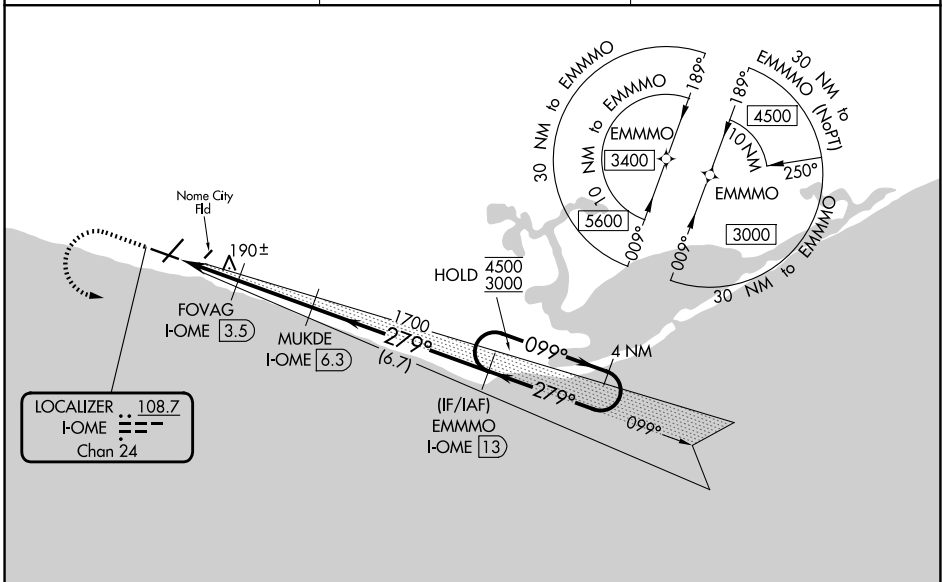 30 NM to EMMMO
10 NM to EMMMO
EMMMO
3400
5600
189°
009°
30 NM to
EMMMO (NoPT)
189°
4500
10 NM
250°
EMMMO
3000
009°
30 NM to EMMMO
Nome City
Fld
190±
HOLD 4500
3000
FOVAG
I-OME 3.5
MUKDE
I-OME 6.3
1700
279°
(6.7)
099°
4 NM
279°
099°
(IF/IAF)
EMMMO
I-OME 13
LOCALIZER 108.7
I-OME
Chan 24